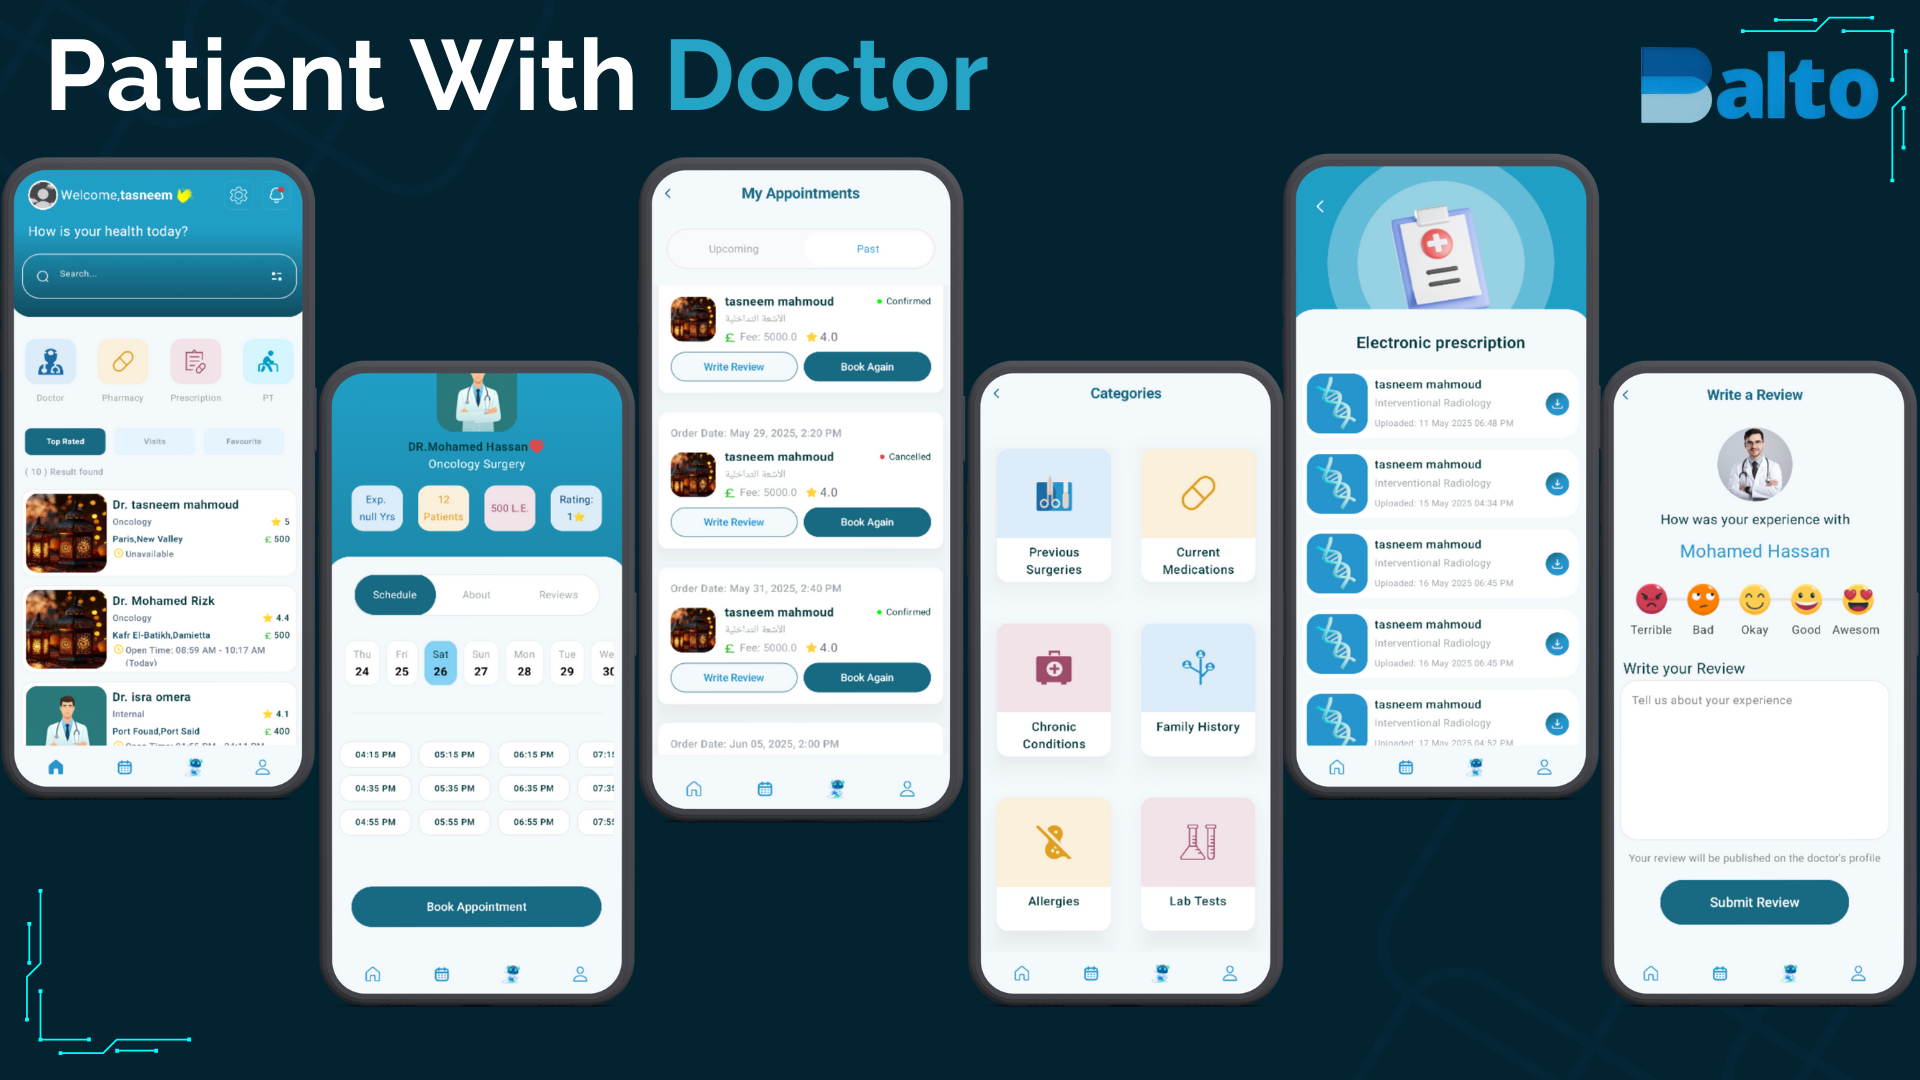 Patient With Doctor
Balto
Welcome,tasneem
How is your health today?
Search...
Doctor
Pharmacy
Prescription
PT
Top Rated
Visits
Favourite
( 10 ) Result found
Dr. tasneem mahmoud
Oncology
5
Paris,New Valley
£ 500
Unavailable
Dr. Mohamed Rizk
Oncology
4.4
Kafr El-Batikh,Damietta
£ 500
Open Time: 08:59 AM - 10:17 AM
(Today)
Dr. isra omera
Internal
4.1
Port Fouad,Port Said
£ 400
DR.Mohamed Hassan
Oncology Surgery
Exp.
null Yrs
12
Patients
500 L.E.
Rating:
1
Schedule
About
Reviews
Thu
24
Fri
25
Sat
26
Sun
27
Mon
28
Tue
29
We
30
04:15 PM
05:15 PM
06:15 PM
07:15
04:35 PM
05:35 PM
06:35 PM
07:35
04:55 PM
05:55 PM
06:55 PM
07:55
Book Appointment
My Appointments
Upcoming
Past
tasneem mahmoud
Confirmed
الأشعة التداخلية
£ Fee: 5000.0
4.0
Write Review
Book Again
Order Date: May 29, 2025, 2:20 PM
tasneem mahmoud
Cancelled
الأشعة التداخلية
£ Fee: 5000.0
4.0
Write Review
Book Again
Order Date: May 31, 2025, 2:40 PM
tasneem mahmoud
Confirmed
الأشعة التداخلية
£ Fee: 5000.0
4.0
Write Review
Book Again
Order Date: Jun 05, 2025, 2:00 PM
Categories
Previous
Surgeries
Current
Medications
Chronic
Conditions
Family History
Allergies
Lab Tests
Electronic prescription
tasneem mahmoud
Interventional Radiology
Uploaded: 11 May 2025 06:48 PM
tasneem mahmoud
Interventional Radiology
Uploaded: 15 May 2025 04:34 PM
tasneem mahmoud
Interventional Radiology
Uploaded: 16 May 2025 06:45 PM
tasneem mahmoud
Interventional Radiology
Uploaded: 16 May 2025 06:45 PM
tasneem mahmoud
Interventional Radiology
Uploaded: 17 May 2025 04:52 PM
Write a Review
How was your experience with
Mohamed Hassan
Terrible
Bad
Okay
Good
Awesom
Write your Review
Tell us about your experience
Your review will be published on the doctor's profile
Submit Review